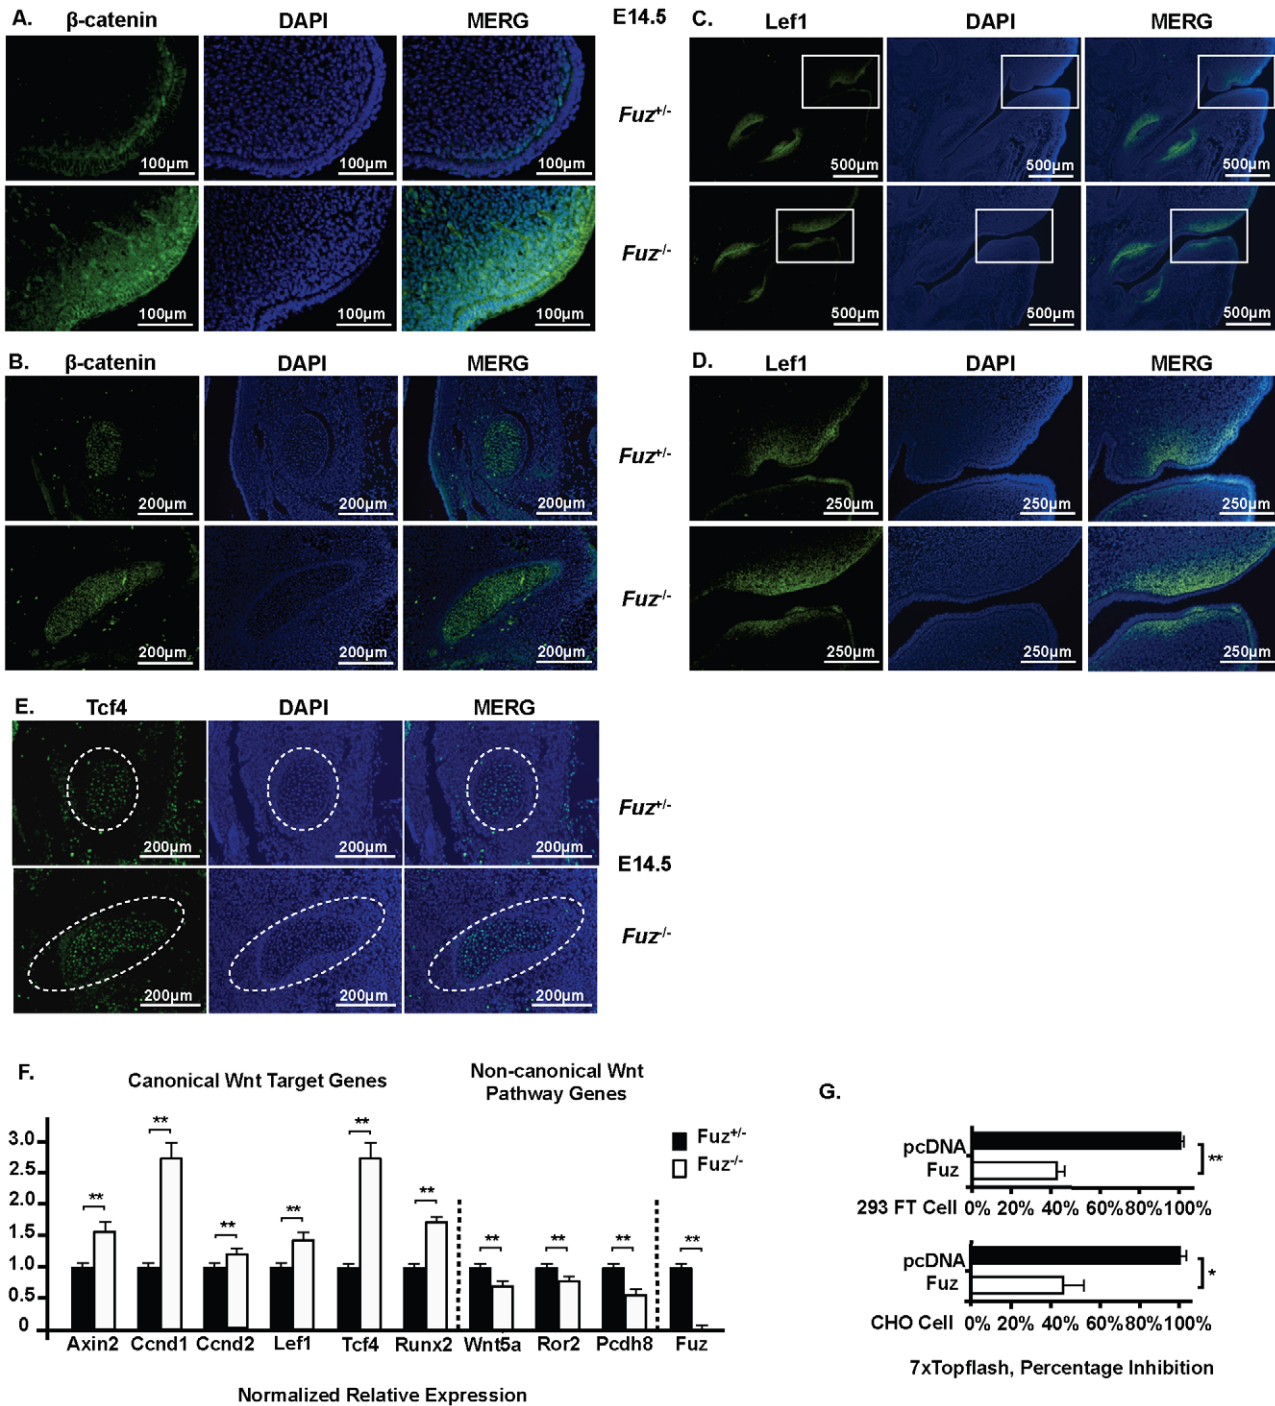 A.
β-catenin
DAPI
MERG
E14.5
C.
Lef1
DAPI
MERG
100µm
100µm
100µm
Fuz+/-
500µm
500µm
500µm
100µm
100µm
100µm
Fuz-/-
500µm
500µm
500µm
B.
β-catenin
DAPI
MERG
D.
Lef1
DAPI
MERG
200µm
200µm
200µm
Fuz+/-
250µm
250µm
250µm
200µm
200µm
200µm
Fuz-/-
250µm
250µm
250µm
E.
Tcf4
DAPI
MERG
200µm
200µm
200µm
Fuz+/-
E14.5
200µm
200µm
200µm
Fuz-/-
F.
Canonical Wnt Target Genes
Non-canonical Wnt
Pathway Genes
3.0
2.5
2.0
1.5
1.0
0.5
0
**
**
**
**
**
**
**
**
**
**
Fuz+/-
Fuz-/-
Axin2 Ccnd1 Ccnd2 Lef1 Tcf4 Runx2 Wnt5a Ror2 Pcdh8 Fuz
Normalized Relative Expression
G.
pcDNA
Fuz
**
293 FT Cell 0% 20% 40% 60% 80% 100%
pcDNA
Fuz
*
CHO Cell 0% 20% 40% 60% 80% 100%
7xTopflash, Percentage Inhibition